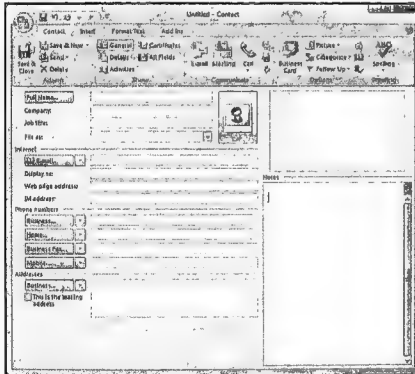 Untitled - Contact
Contact Insert Format Text Add-Ins
Save & New General Certificates Picture ABC
Send Details All Fields Categorize
Save & Close Delete Activities E-mail Meeting Call Business Card Follow Up Spelling
Actions Show Communicate Options Proofing
Full Name...
Company:
Job title:
File as:
Internet
E-mail...
Display as:
Web page address:
IM address:
Notes
Phone numbers
Business...
Home...
Business Fax...
Mobile...
Addresses
Business...
This is the mailing
address